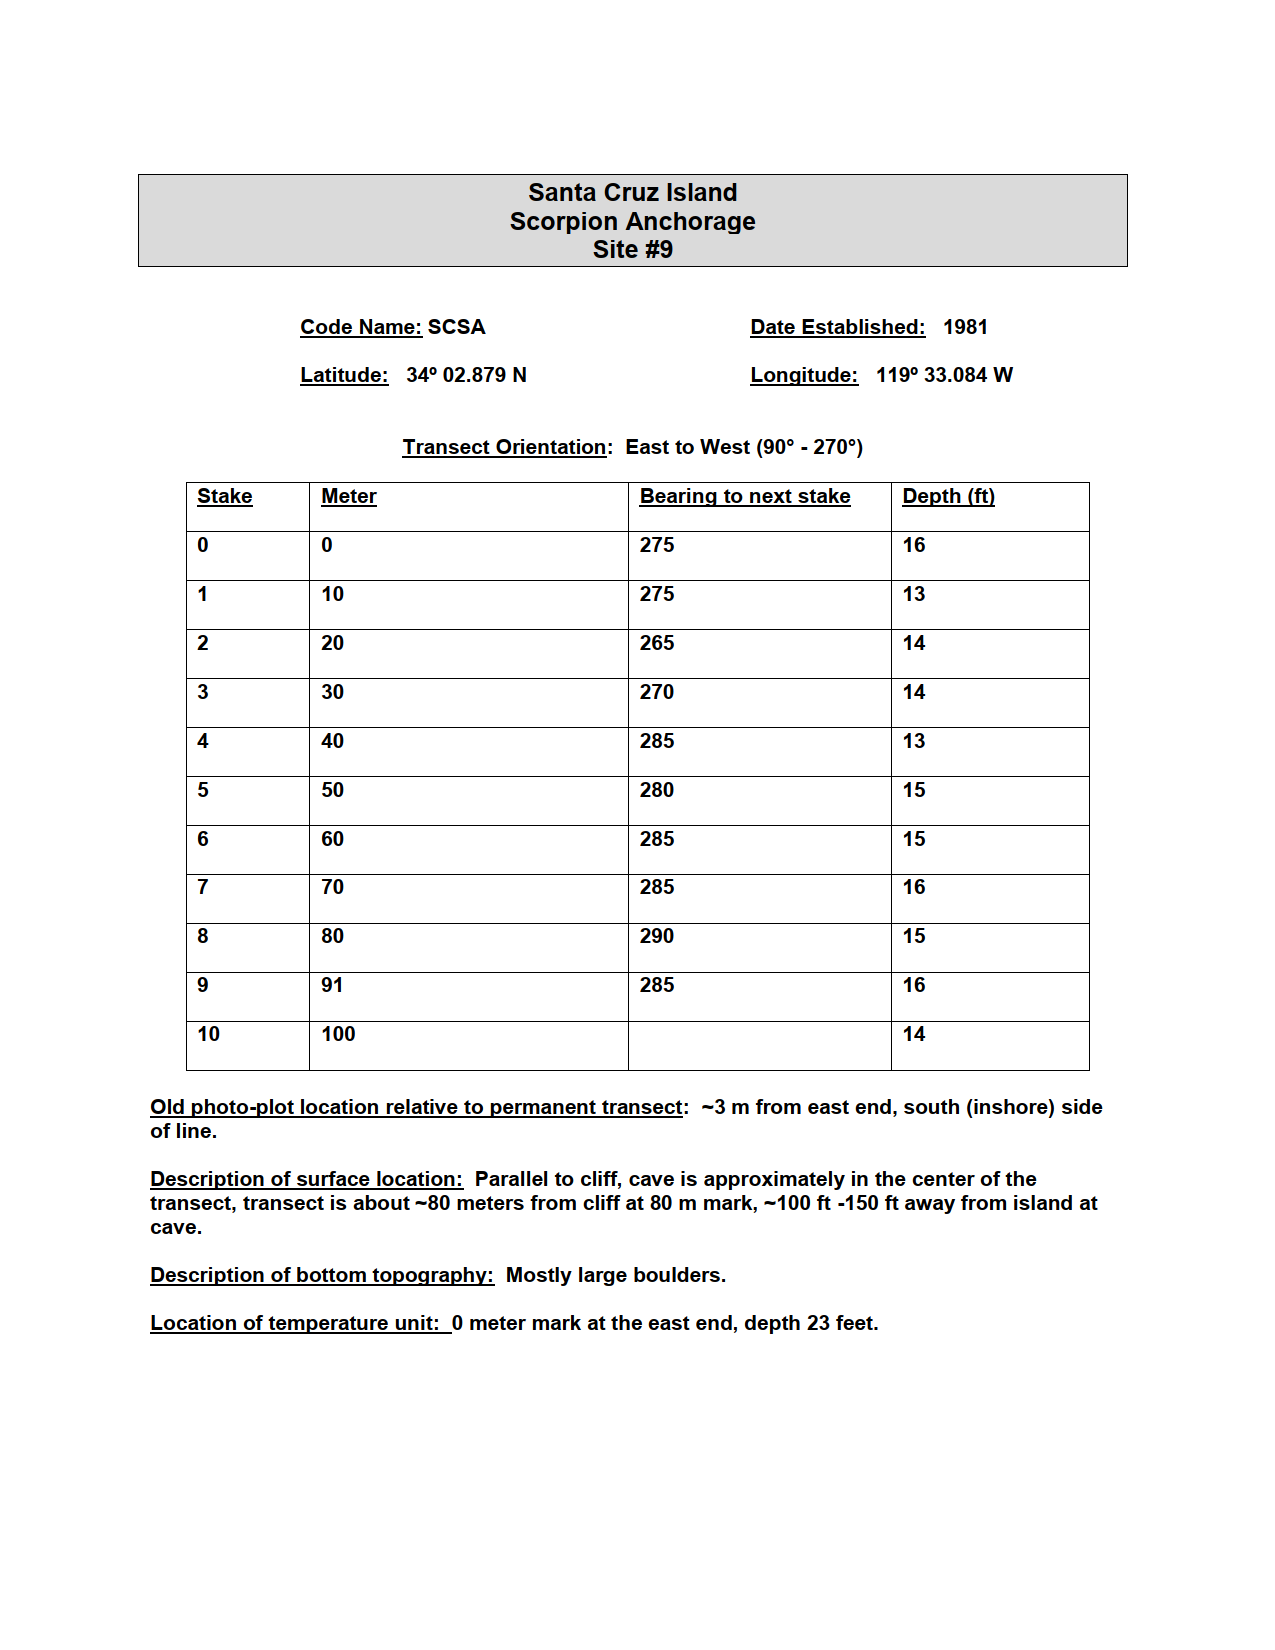 Santa Cruz Island
Scorpion Anchorage
Site #9
Code Name: SCSA Date Established: 1981
Latitude: 34º 02.879 N Longitude: 119º 33.084 W
Transect Orientation: East to West (90° - 270°)
Stake Meter Bearing to next stake Depth (ft)
0 0 275 16
1 10 275 13
2 20 265 14
3 30 270 14
4 40 285 13
5 50 280 15
6 60 285 15
7 70 285 16
8 80 290 15
9 91 285 16
10 100 14
Old photo-plot location relative to permanent transect: ~3 m from east end, south (inshore) side
of line.
Description of surface location: Parallel to cliff, cave is approximately in the center of the
transect, transect is about ~80 meters from cliff at 80 m mark, ~100 ft -150 ft away from island at
cave.
Description of bottom topography: Mostly large boulders.
Location of temperature unit: 0 meter mark at the east end, depth 23 feet.